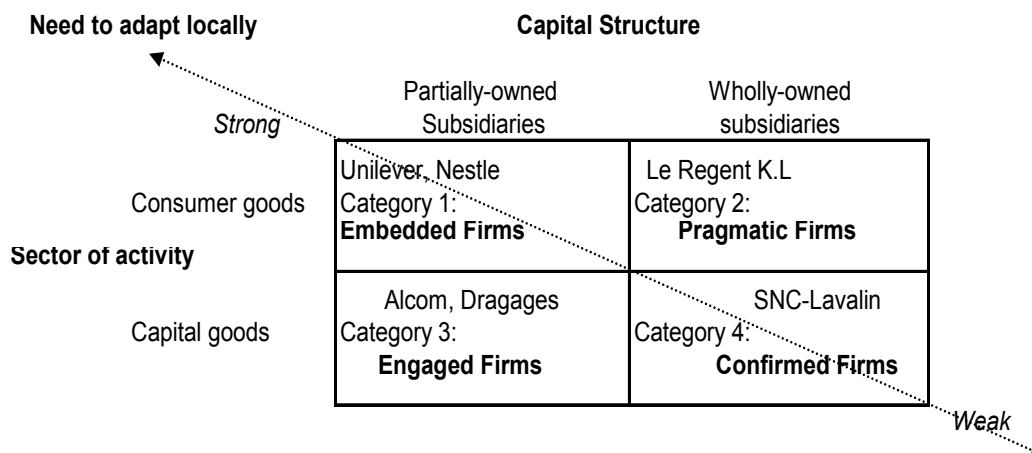 Need to adapt locally
Capital Structure
Partially-owned
Subsidiaries
Wholly-owned
subsidiaries
Strong
Unilever, Nestle
Category 1:
Embedded Firms
Le Regent K.L
Category 2:
Pragmatic Firms
Consumer goods
Sector of activity
Capital goods
Alcom, Dragages
Category 3:
Engaged Firms
SNC-Lavalin
Category 4:
Confirmed Firms
Weak